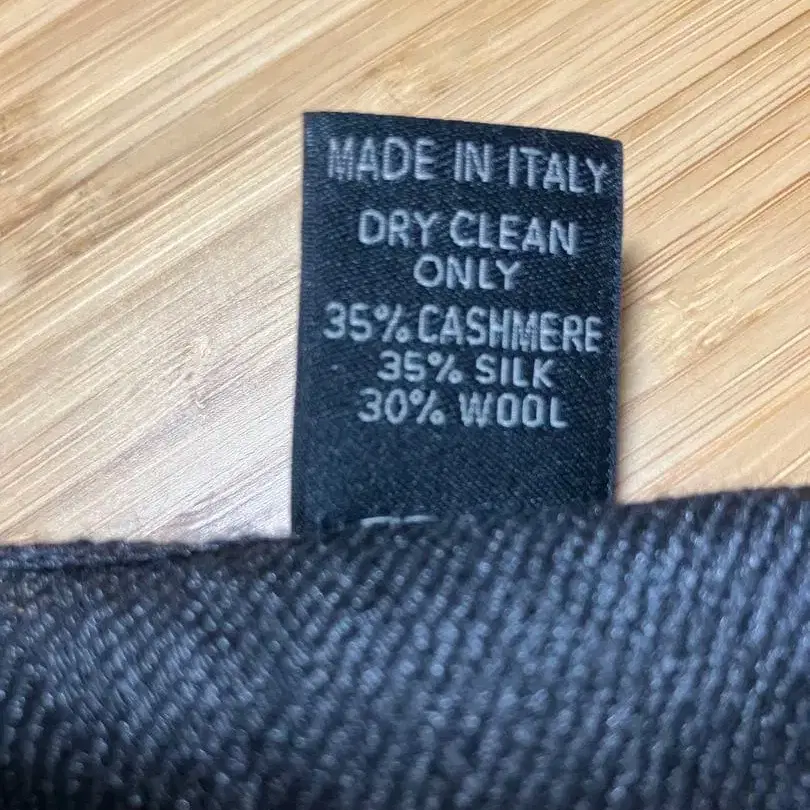 MADE IN ITALY
DRY CLEAN
ONLY
35% CASHMERE
35% SILK
30% WOOL